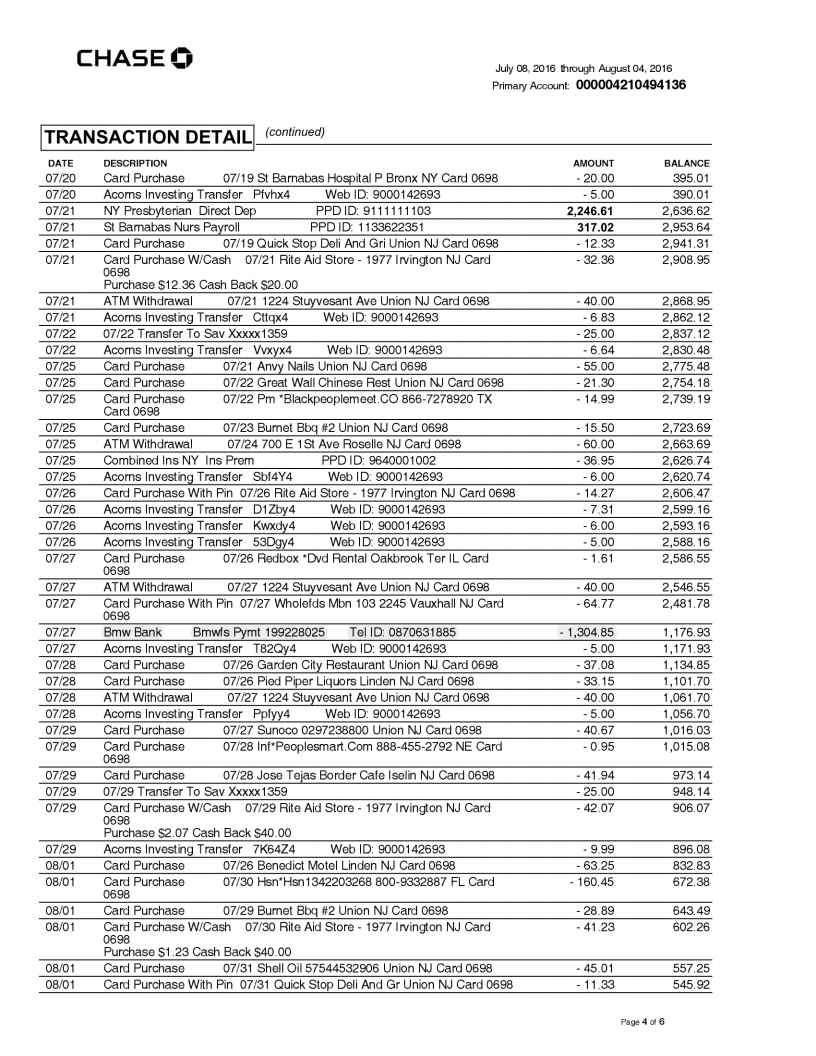 CHASE
July 08, 2016 through August 04, 2016
Primary Account: 000004210494136
TRANSACTION DETAIL (continued)
DATE DESCRIPTION AMOUNT BALANCE
07/20 Card Purchase 07/19 St Barnabas Hospital P Bronx NY Card 0698 - 20.00 395.01
07/20 Acorns Investing Transfer Pfvhx4 Web ID: 9000142693 - 5.00 390.01
07/21 NY Presbyterian Direct Dep PPD ID: 9111111103 2,246.61 2,636.62
07/21 St Barnabas Nurs Payroll PPD ID: 1133622351 317.02 2,953.64
07/21 Card Purchase 07/19 Quick Stop Deli And Gri Union NJ Card 0698 - 12.33 2,941.31
07/21 Card Purchase W/Cash 07/21 Rite Aid Store - 1977 Irvington NJ Card - 32.36 2,908.95
0698
Purchase $12.36 Cash Back $20.00
07/21 ATM Withdrawal 07/21 1224 Stuyvesant Ave Union NJ Card 0698 - 40.00 2,868.95
07/21 Acorns Investing Transfer Cttqx4 Web ID: 9000142693 - 6.83 2,862.12
07/22 07/22 Transfer To Sav Xxxxx1359 - 25.00 2,837.12
07/22 Acorns Investing Transfer Vvxyx4 Web ID: 9000142693 - 6.64 2,830.48
07/25 Card Purchase 07/21 Anvy Nails Union NJ Card 0698 - 55.00 2,775.48
07/25 Card Purchase 07/22 Great Wall Chinese Rest Union NJ Card 0698 - 21.30 2,754.18
07/25 Card Purchase 07/22 Pm *Blackpeoplemeet.CO 866-7278920 TX - 14.99 2,739.19
Card 0698
07/25 Card Purchase 07/23 Burnet Bbq #2 Union NJ Card 0698 - 15.50 2,723.69
07/25 ATM Withdrawal 07/24 700 E 1St Ave Roselle NJ Card 0698 - 60.00 2,663.69
07/25 Combined Ins NY Ins Prem PPD ID: 9640001002 - 36.95 2,626.74
07/25 Acorns Investing Transfer Sbf4Y4 Web ID: 9000142693 - 6.00 2,620.74
07/26 Card Purchase With Pin 07/26 Rite Aid Store - 1977 Irvington NJ Card 0698 - 14.27 2,606.47
07/26 Acorns Investing Transfer D1Zby4 Web ID: 9000142693 - 7.31 2,599.16
07/26 Acorns Investing Transfer Kwxdy4 Web ID: 9000142693 - 6.00 2,593.16
07/26 Acorns Investing Transfer 53Dgy4 Web ID: 9000142693 - 5.00 2,588.16
07/27 Card Purchase 07/26 Redbox *Dvd Rental Oakbrook Ter IL Card - 1.61 2,586.55
0698
07/27 ATM Withdrawal 07/27 1224 Stuyvesant Ave Union NJ Card 0698 - 40.00 2,546.55
07/27 Card Purchase With Pin 07/27 Wholefds Mbn 103 2245 Vauxhall NJ Card - 64.77 2,481.78
0698
07/27 Bmw Bank Bmwfs Pymt 199228025 Tel ID: 0870631885 - 1,304.85 1,176.93
07/27 Acorns Investing Transfer T82Qy4 Web ID: 9000142693 - 5.00 1,171.93
07/28 Card Purchase 07/26 Garden City Restaurant Union NJ Card 0698 - 37.08 1,134.85
07/28 Card Purchase 07/26 Pied Piper Liquors Linden NJ Card 0698 - 33.15 1,101.70
07/28 ATM Withdrawal 07/27 1224 Stuyvesant Ave Union NJ Card 0698 - 40.00 1,061.70
07/28 Acorns Investing Transfer Ppfyy4 Web ID: 9000142693 - 5.00 1,056.70
07/29 Card Purchase 07/27 Sunoco 0297238800 Union NJ Card 0698 - 40.67 1,016.03
07/29 Card Purchase 07/28 Inf*Peoplesmart.Com 888-455-2792 NE Card - 0.95 1,015.08
0698
07/29 Card Purchase 07/28 Jose Tejas Border Cafe Iselin NJ Card 0698 - 41.94 973.14
07/29 07/29 Transfer To Sav Xxxxx1359 - 25.00 948.14
07/29 Card Purchase W/Cash 07/29 Rite Aid Store - 1977 Irvington NJ Card - 42.07 906.07
0698
Purchase $2.07 Cash Back $40.00
07/29 Acorns Investing Transfer 7K64Z4 Web ID: 9000142693 - 9.99 896.08
08/01 Card Purchase 07/26 Benedict Motel Linden NJ Card 0698 - 63.25 832.83
08/01 Card Purchase 07/30 Hsn*Hsn1342203268 800-9332887 FL Card - 160.45 672.38
0698
08/01 Card Purchase 07/29 Burnet Bbq #2 Union NJ Card 0698 - 28.89 643.49
08/01 Card Purchase W/Cash 07/30 Rite Aid Store - 1977 Irvington NJ Card - 41.23 602.26
0698
Purchase $1.23 Cash Back $40.00
08/01 Card Purchase 07/31 Shell Oil 57544532906 Union NJ Card 0698 - 45.01 557.25
08/01 Card Purchase With Pin 07/31 Quick Stop Deli And Gr Union NJ Card 0698 - 11.33 545.92
Page 4 of 6